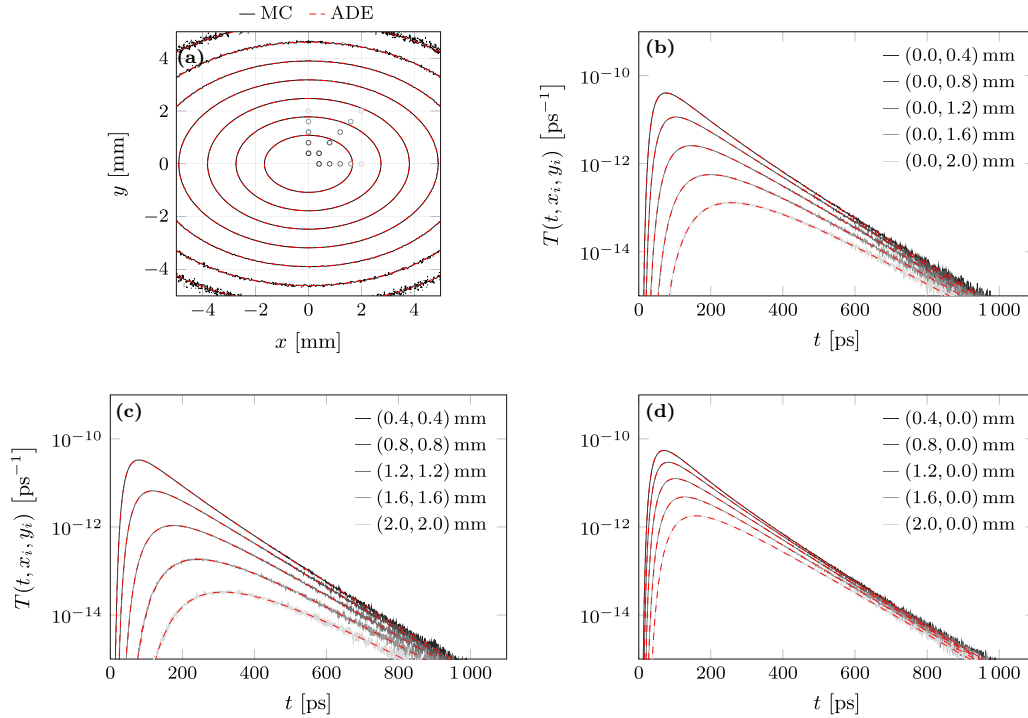 MC ADE
(a)
4
2
0
−2
−4
y [mm]
−4 −2 0 2 4
x [mm]
(b)
(0.0, 0.4) mm
(0.0, 0.8) mm
(0.0, 1.2) mm
(0.0, 1.6) mm
(0.0, 2.0) mm
10⁻¹⁰
10⁻¹²
10⁻¹⁴
T(t, xᵢ, yᵢ) [ps⁻¹]
0 200 400 600 800 1 000
t [ps]
(c)
(0.4, 0.4) mm
(0.8, 0.8) mm
(1.2, 1.2) mm
(1.6, 1.6) mm
(2.0, 2.0) mm
10⁻¹⁰
10⁻¹²
10⁻¹⁴
T(t, xᵢ, yᵢ) [ps⁻¹]
0 200 400 600 800 1 000
t [ps]
(d)
(0.4, 0.0) mm
(0.8, 0.0) mm
(1.2, 0.0) mm
(1.6, 0.0) mm
(2.0, 0.0) mm
10⁻¹⁰
10⁻¹²
10⁻¹⁴
0 200 400 600 800 1 000
t [ps]